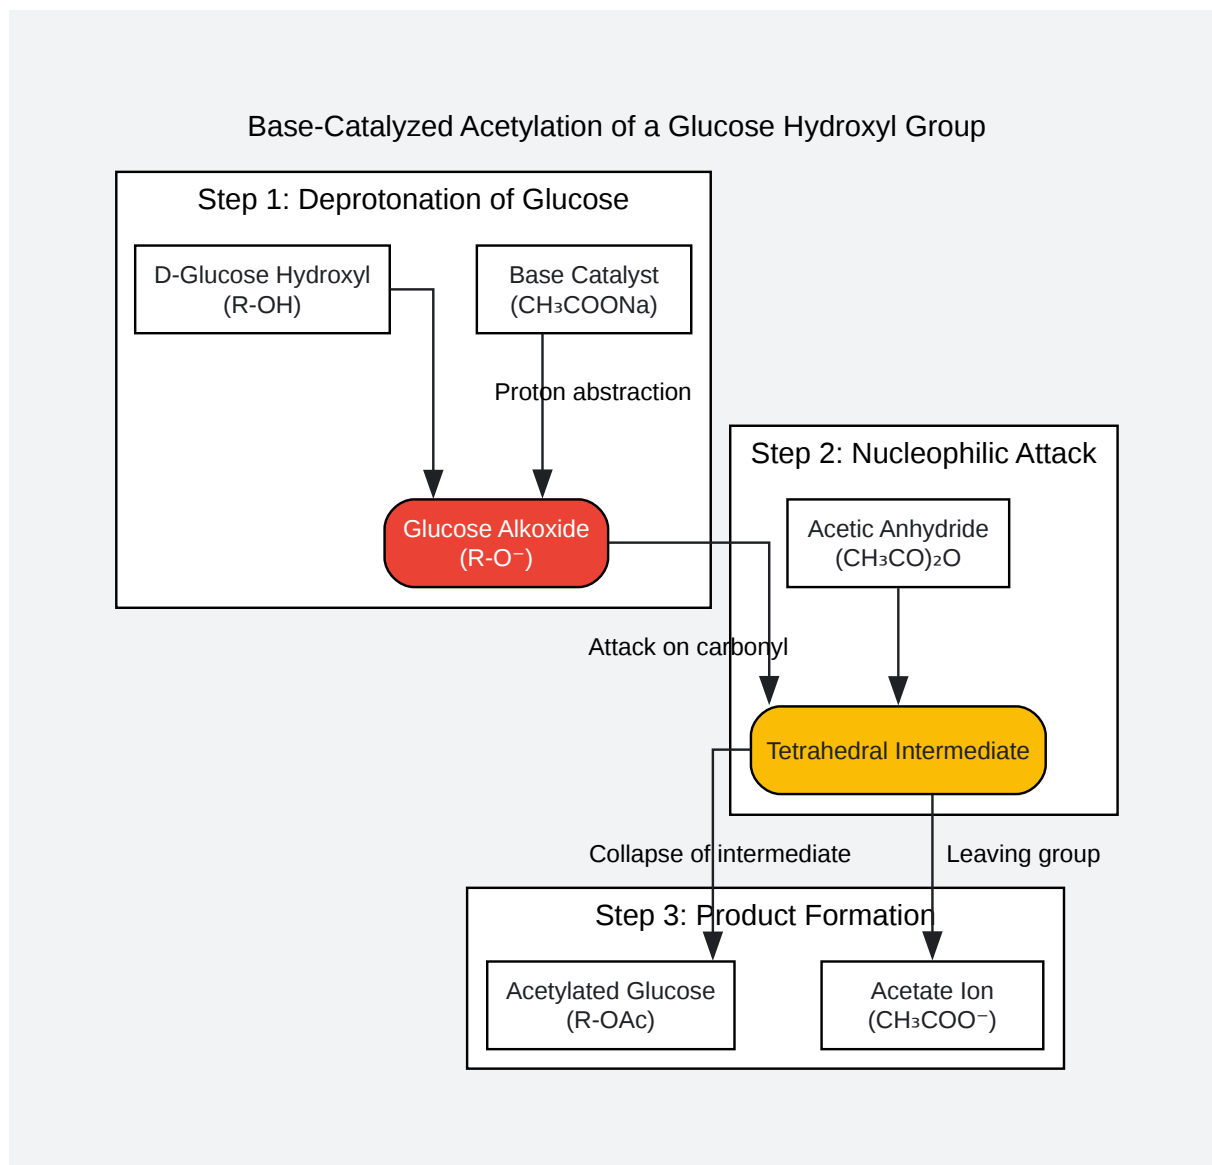 Base-Catalyzed Acetylation of a Glucose Hydroxyl Group
Step 1: Deprotonation of Glucose
D-Glucose Hydroxyl
(R-OH)
Base Catalyst
(CH₃COONa)
Proton abstraction
Glucose Alkoxide
(R-O⁻)
Step 2: Nucleophilic Attack
Acetic Anhydride
(CH₃CO)₂O
Attack on carbonyl
Tetrahedral Intermediate
Collapse of intermediate
Leaving group
Step 3: Product Formation
Acetylated Glucose
(R-OAc)
Acetate Ion
(CH₃COO⁻)